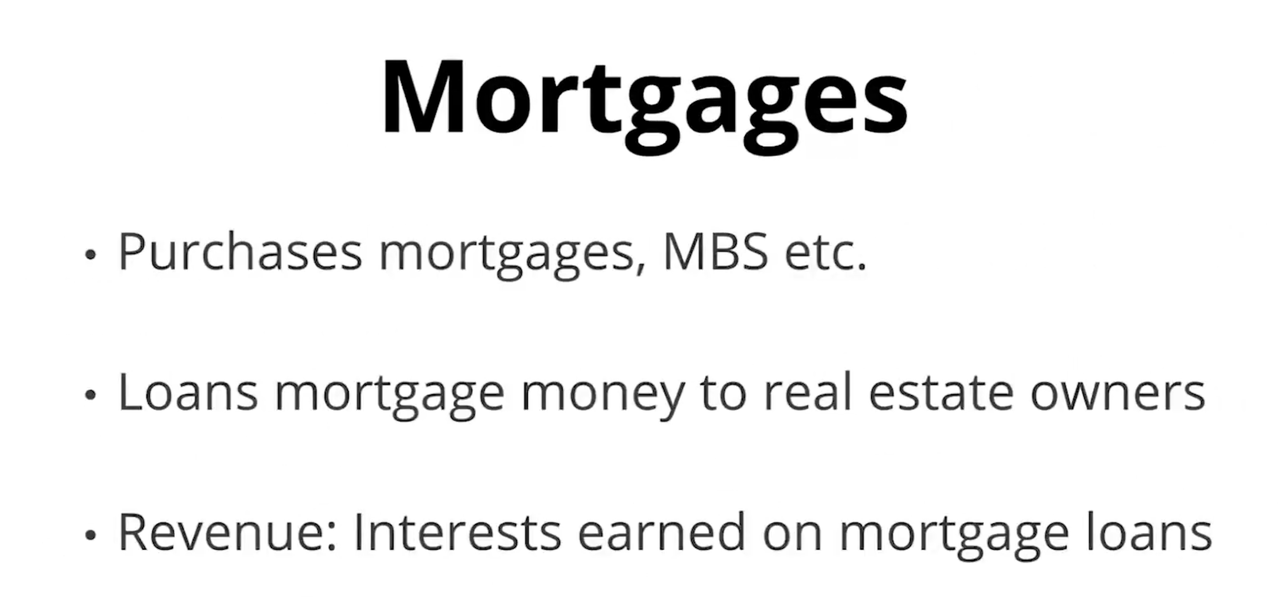 Mortgages
• Purchases mortgages, MBS etc.
• Loans mortgage money to real estate owners
• Revenue: Interests earned on mortgage loans